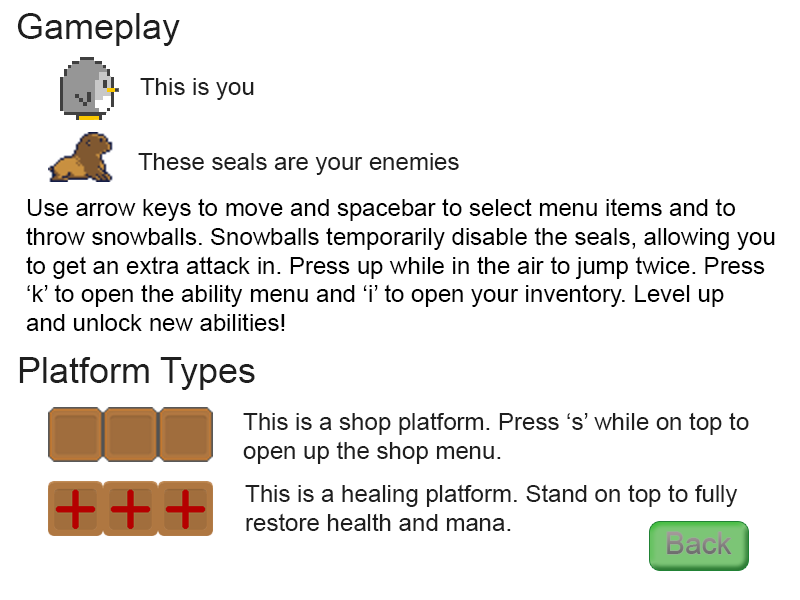 Gameplay
This is you
These seals are your enemies
Use arrow keys to move and spacebar to select menu items and to
throw snowballs. Snowballs temporarily disable the seals, allowing you
to get an extra attack in. Press up while in the air to jump twice. Press
‘k’ to open the ability menu and ‘i’ to open your inventory. Level up
and unlock new abilities!
Platform Types
This is a shop platform. Press ‘s’ while on top to
open up the shop menu.
This is a healing platform. Stand on top to fully
restore health and mana.
Back